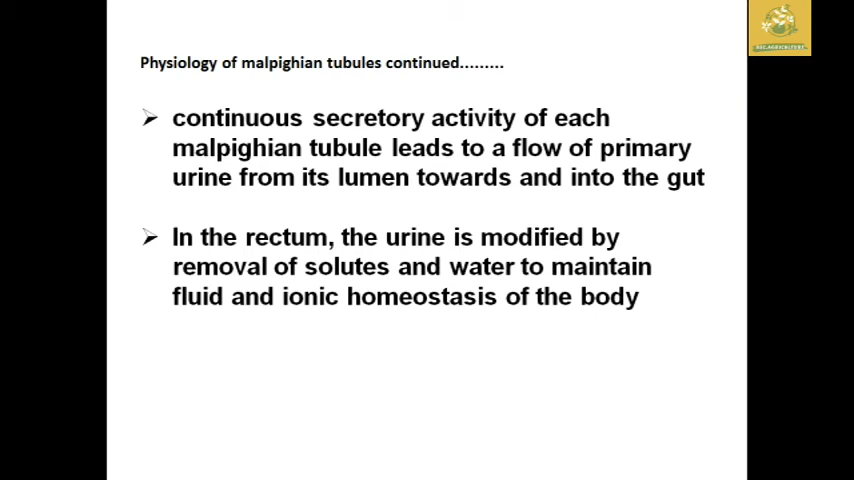 Physiology of malpighian tubules continued.........
➢ continuous secretory activity of each
malpighian tubule leads to a flow of primary
urine from its lumen towards and into the gut
➢ In the rectum, the urine is modified by
removal of solutes and water to maintain
fluid and ionic homeostasis of the body